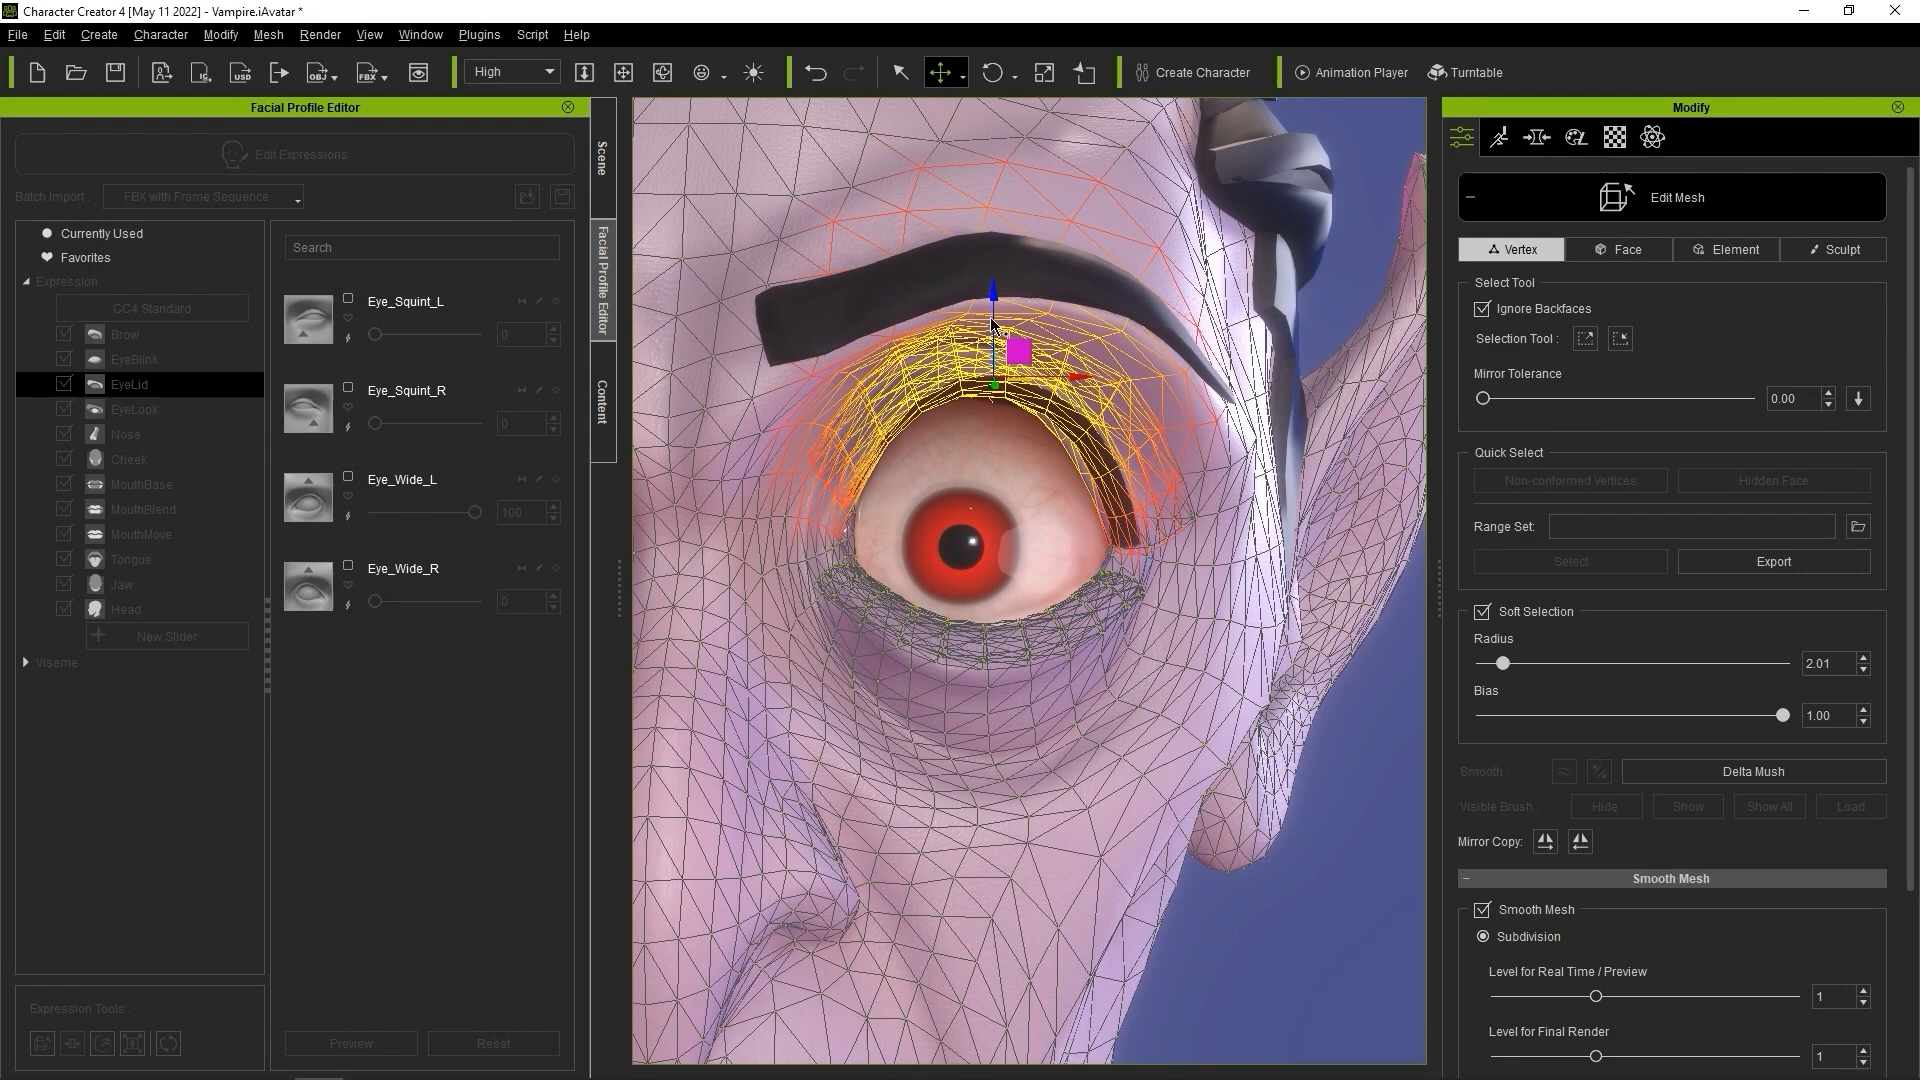 Character Creator 4 [May 11 2022] - Vampire.iAvatar *
File Edit Create Character Modify Mesh Render View Window Plugins Script Help
USD OBJ FBX High Create Character Animation Player Turntable
Facial Profile Editor
Edit Expressions
Batch Import : FBX with Frame Sequence
Currently Used
Favorites
Expression
CC4 Standard
Brow
EyeBlink
EyeLid
EyeLook
Nose
Cheek
MouthBase
MouthBlend
MouthMove
Tongue
Jaw
Head
New Slider
Viseme
Expression Tools :
Search
Eye_Squint_L
0
Eye_Squint_R
0
Eye_Wide_L
100
Eye_Wide_R
0
Preview Reset
Scene
Facial Profile Editor
Content
Modify
Edit Mesh
Vertex Face Element Sculpt
Select Tool
Ignore Backfaces
Selection Tool :
Mirror Tolerance
0.00
Quick Select
Non-conformed Vertices Hidden Face
Range Set:
Select Export
Soft Selection
Radius
2.01
Bias
1.00
Smooth : Delta Mush
Visible Brush : Hide Show Show All Load
Mirror Copy:
Smooth Mesh
Smooth Mesh
Subdivision
Level for Real Time / Preview
1
Level for Final Render
1